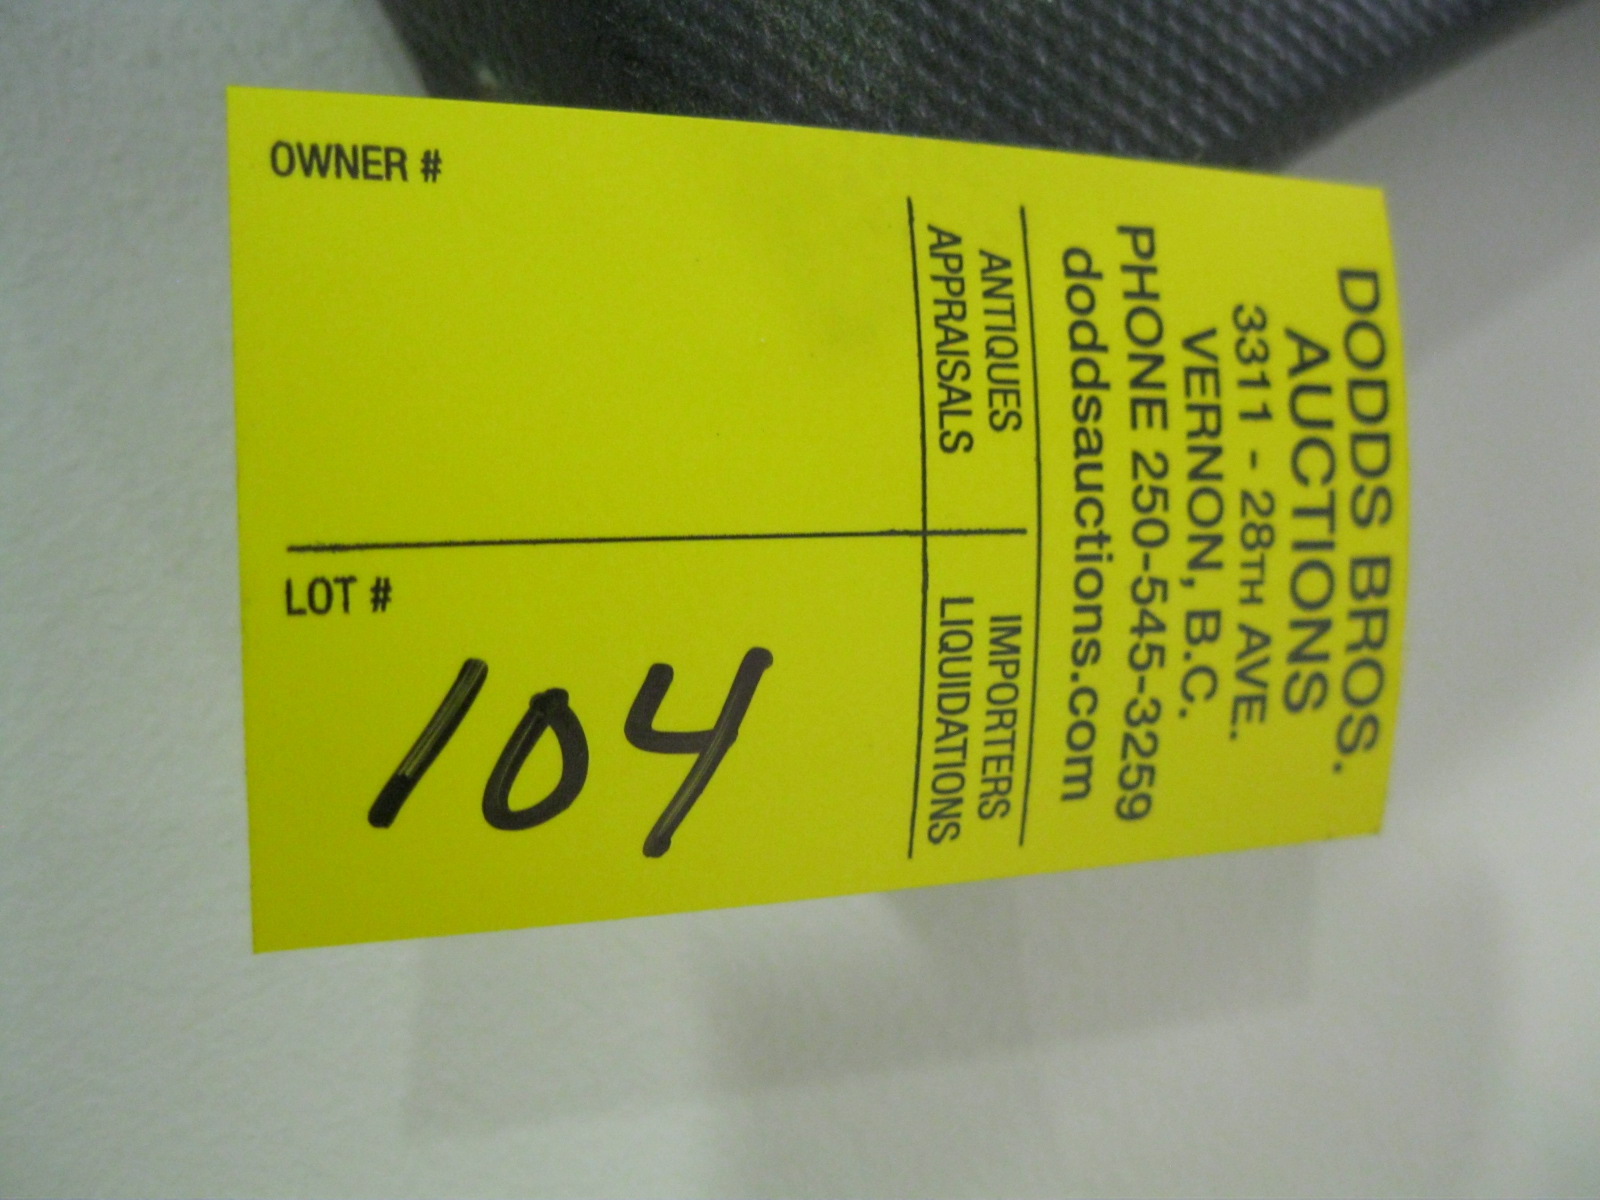 DODDS BROS.
AUCTIONS
3311 - 28TH AVE.
VERNON, B.C.
PHONE 250-545-3259
doddsauctions.com
ANTIQUES
APPRAISALS
IMPORTERS
LIQUIDATIONS
OWNER #
LOT #
104